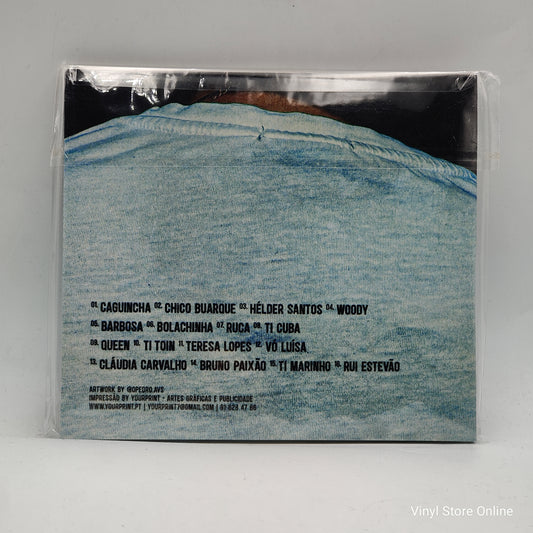 01. CAGUINCHA 02. CHICO BUARQUE 03. HÉLDER SANTOS 04. WOODY
05. BARBOSA 06. BOLACHINHA 07. RUCA 08. TI CUBA
09. QUEEN 10. TI TOIN 11. TERESA LOPES 12. VÓ LUÍSA
13. CLÁUDIA CARVALHO 14. BRUNO PAIXÃO 15. TI MARINHO 16. RUI ESTEVÃO
ARTWORK BY @OPEDRO.AVS
IMPRESSÃO BY YOURPRINT - ARTES GRÁFICAS E PUBLICIDADE
WWW.YOURPRINT.PT | YOURPRINT7@GMAIL.COM |
Vinyl Store Online